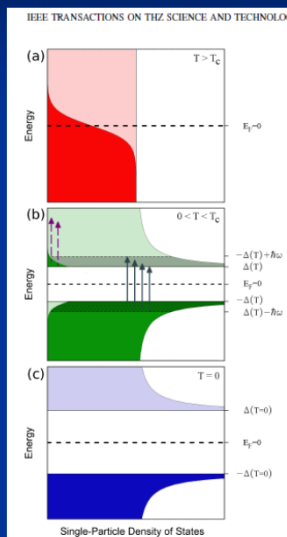 IEEE TRANSACTIONS ON THZ SCIENCE AND TECHNOLO
(a)
T > Tc
Energy
EF=0
(b)
0 < T < Tc
Energy
−Δ(T)+ħω
Δ(T)
EF=0
−Δ(T)
Δ(T)−ħω
(c)
T = 0
Energy
Δ(T=0)
EF=0
−Δ(T=0)
Single-Particle Density of States